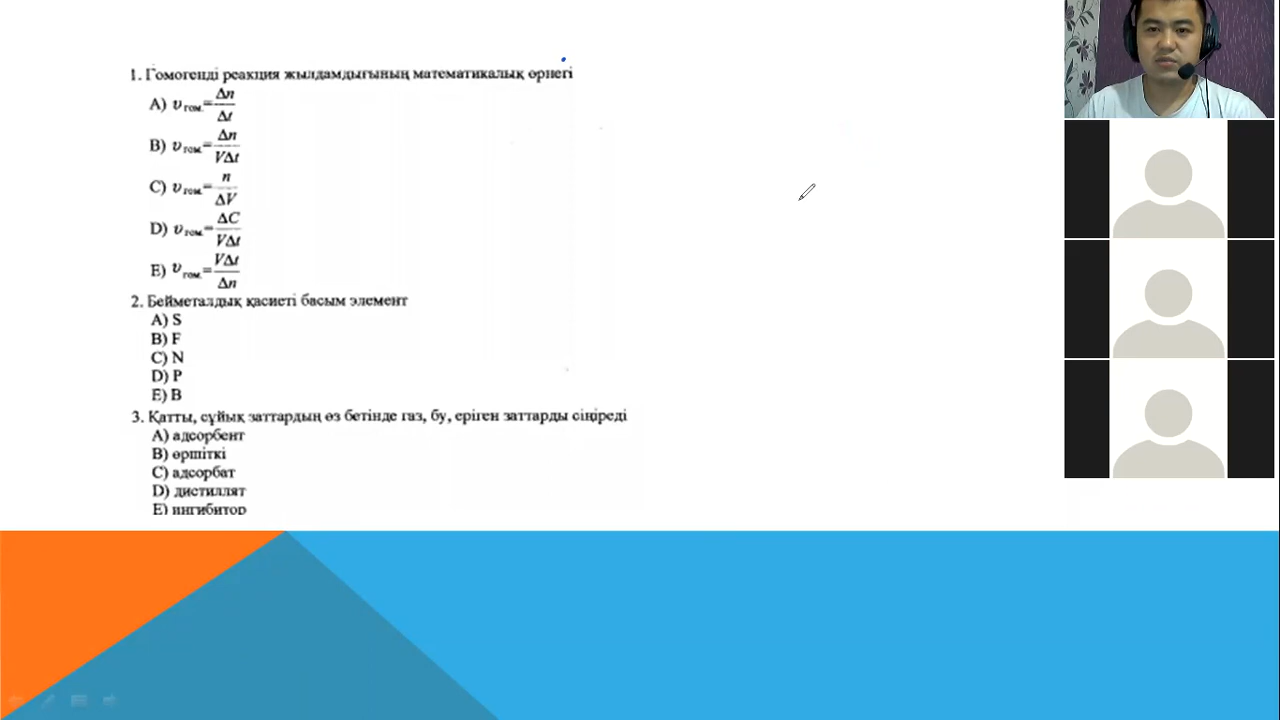 1. Гомогенді реакция жылдамдығының математикалық өрнегі
A) υгом.=Δn/Δt
B) υгом.=Δn/VΔt
C) υгом.=n/ΔV
D) υгом.=ΔC/VΔt
E) υгом.=VΔt/Δn
2. Бейметалдық қасиеті басым элемент
A) S
B) F
C) N
D) P
E) B
3. Қатты, сұйық заттардың өз бетінде газ, бу, еріген заттарды сіңіреді
A) адсорбент
B) өршіткі
C) адсорбат
D) дистиллят
E) ингибитор